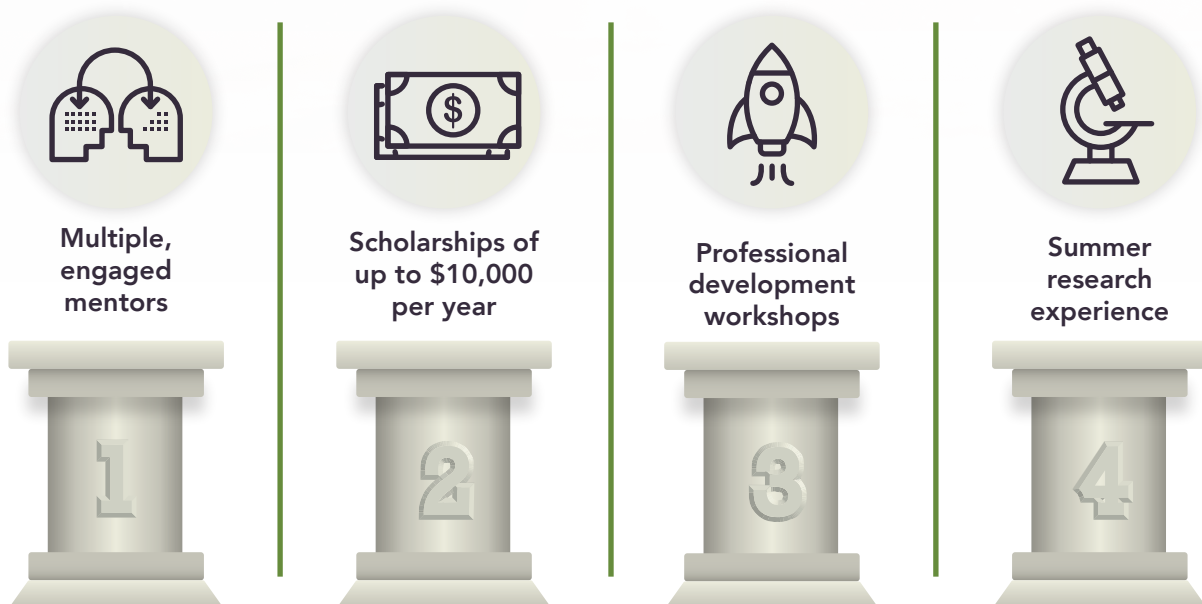 $
Multiple,
engaged
mentors
Scholarships of
up to $10,000
per year
Professional
development
workshops
Summer
research
experience
1
2
3
4